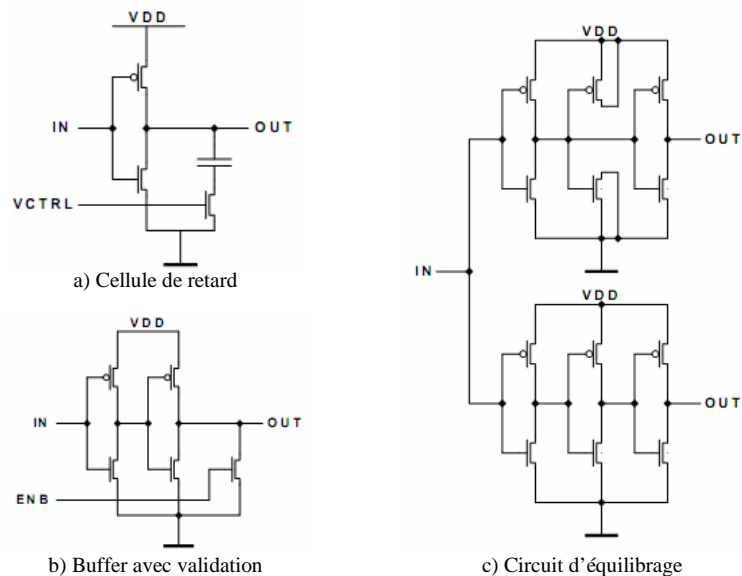 VDD
IN
OUT
VCTRL
a) Cellule de retard
VDD
IN
OUT
ENB
b) Buffer avec validation
VDD
OUT
IN
VDD
OUT
c) Circuit d'équilibrage